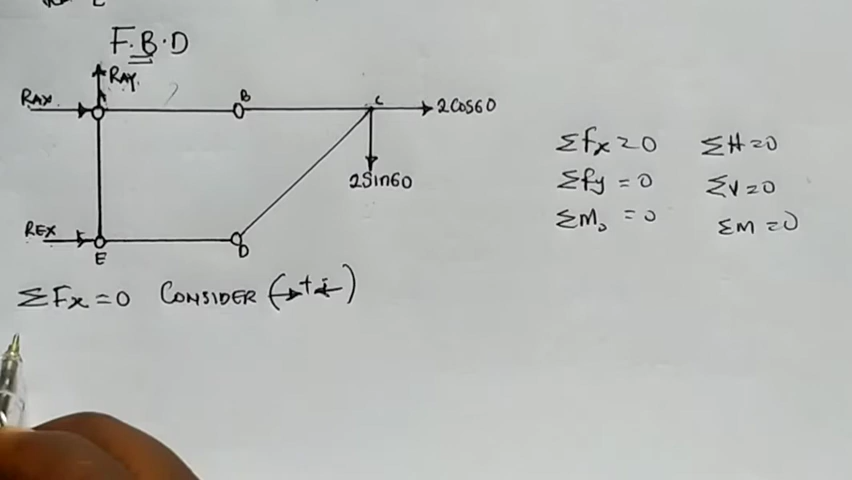 F.B.D
RAY
RAX
A
B
C
2COS60
2Sin60
REX
E
D
ΣFx=0 CONSIDER (→+ ←-)
Σfx=0 ΣH=0
Σfy=0 ΣV=0
ΣM₀=0 ΣM=0